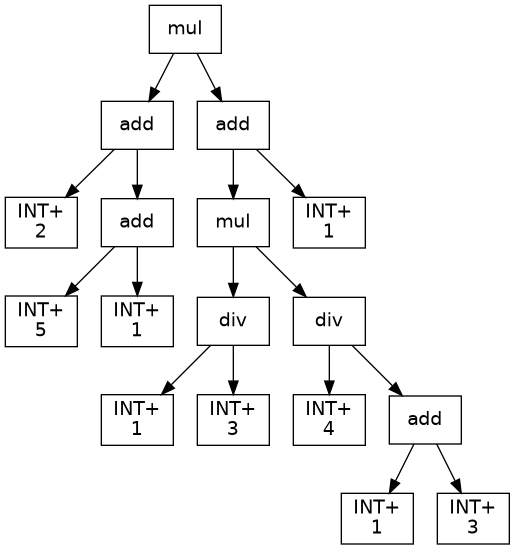 mul
add
add
INT+
2
add
mul
INT+
1
INT+
5
INT+
1
div
div
INT+
1
INT+
3
INT+
4
add
INT+
1
INT+
3